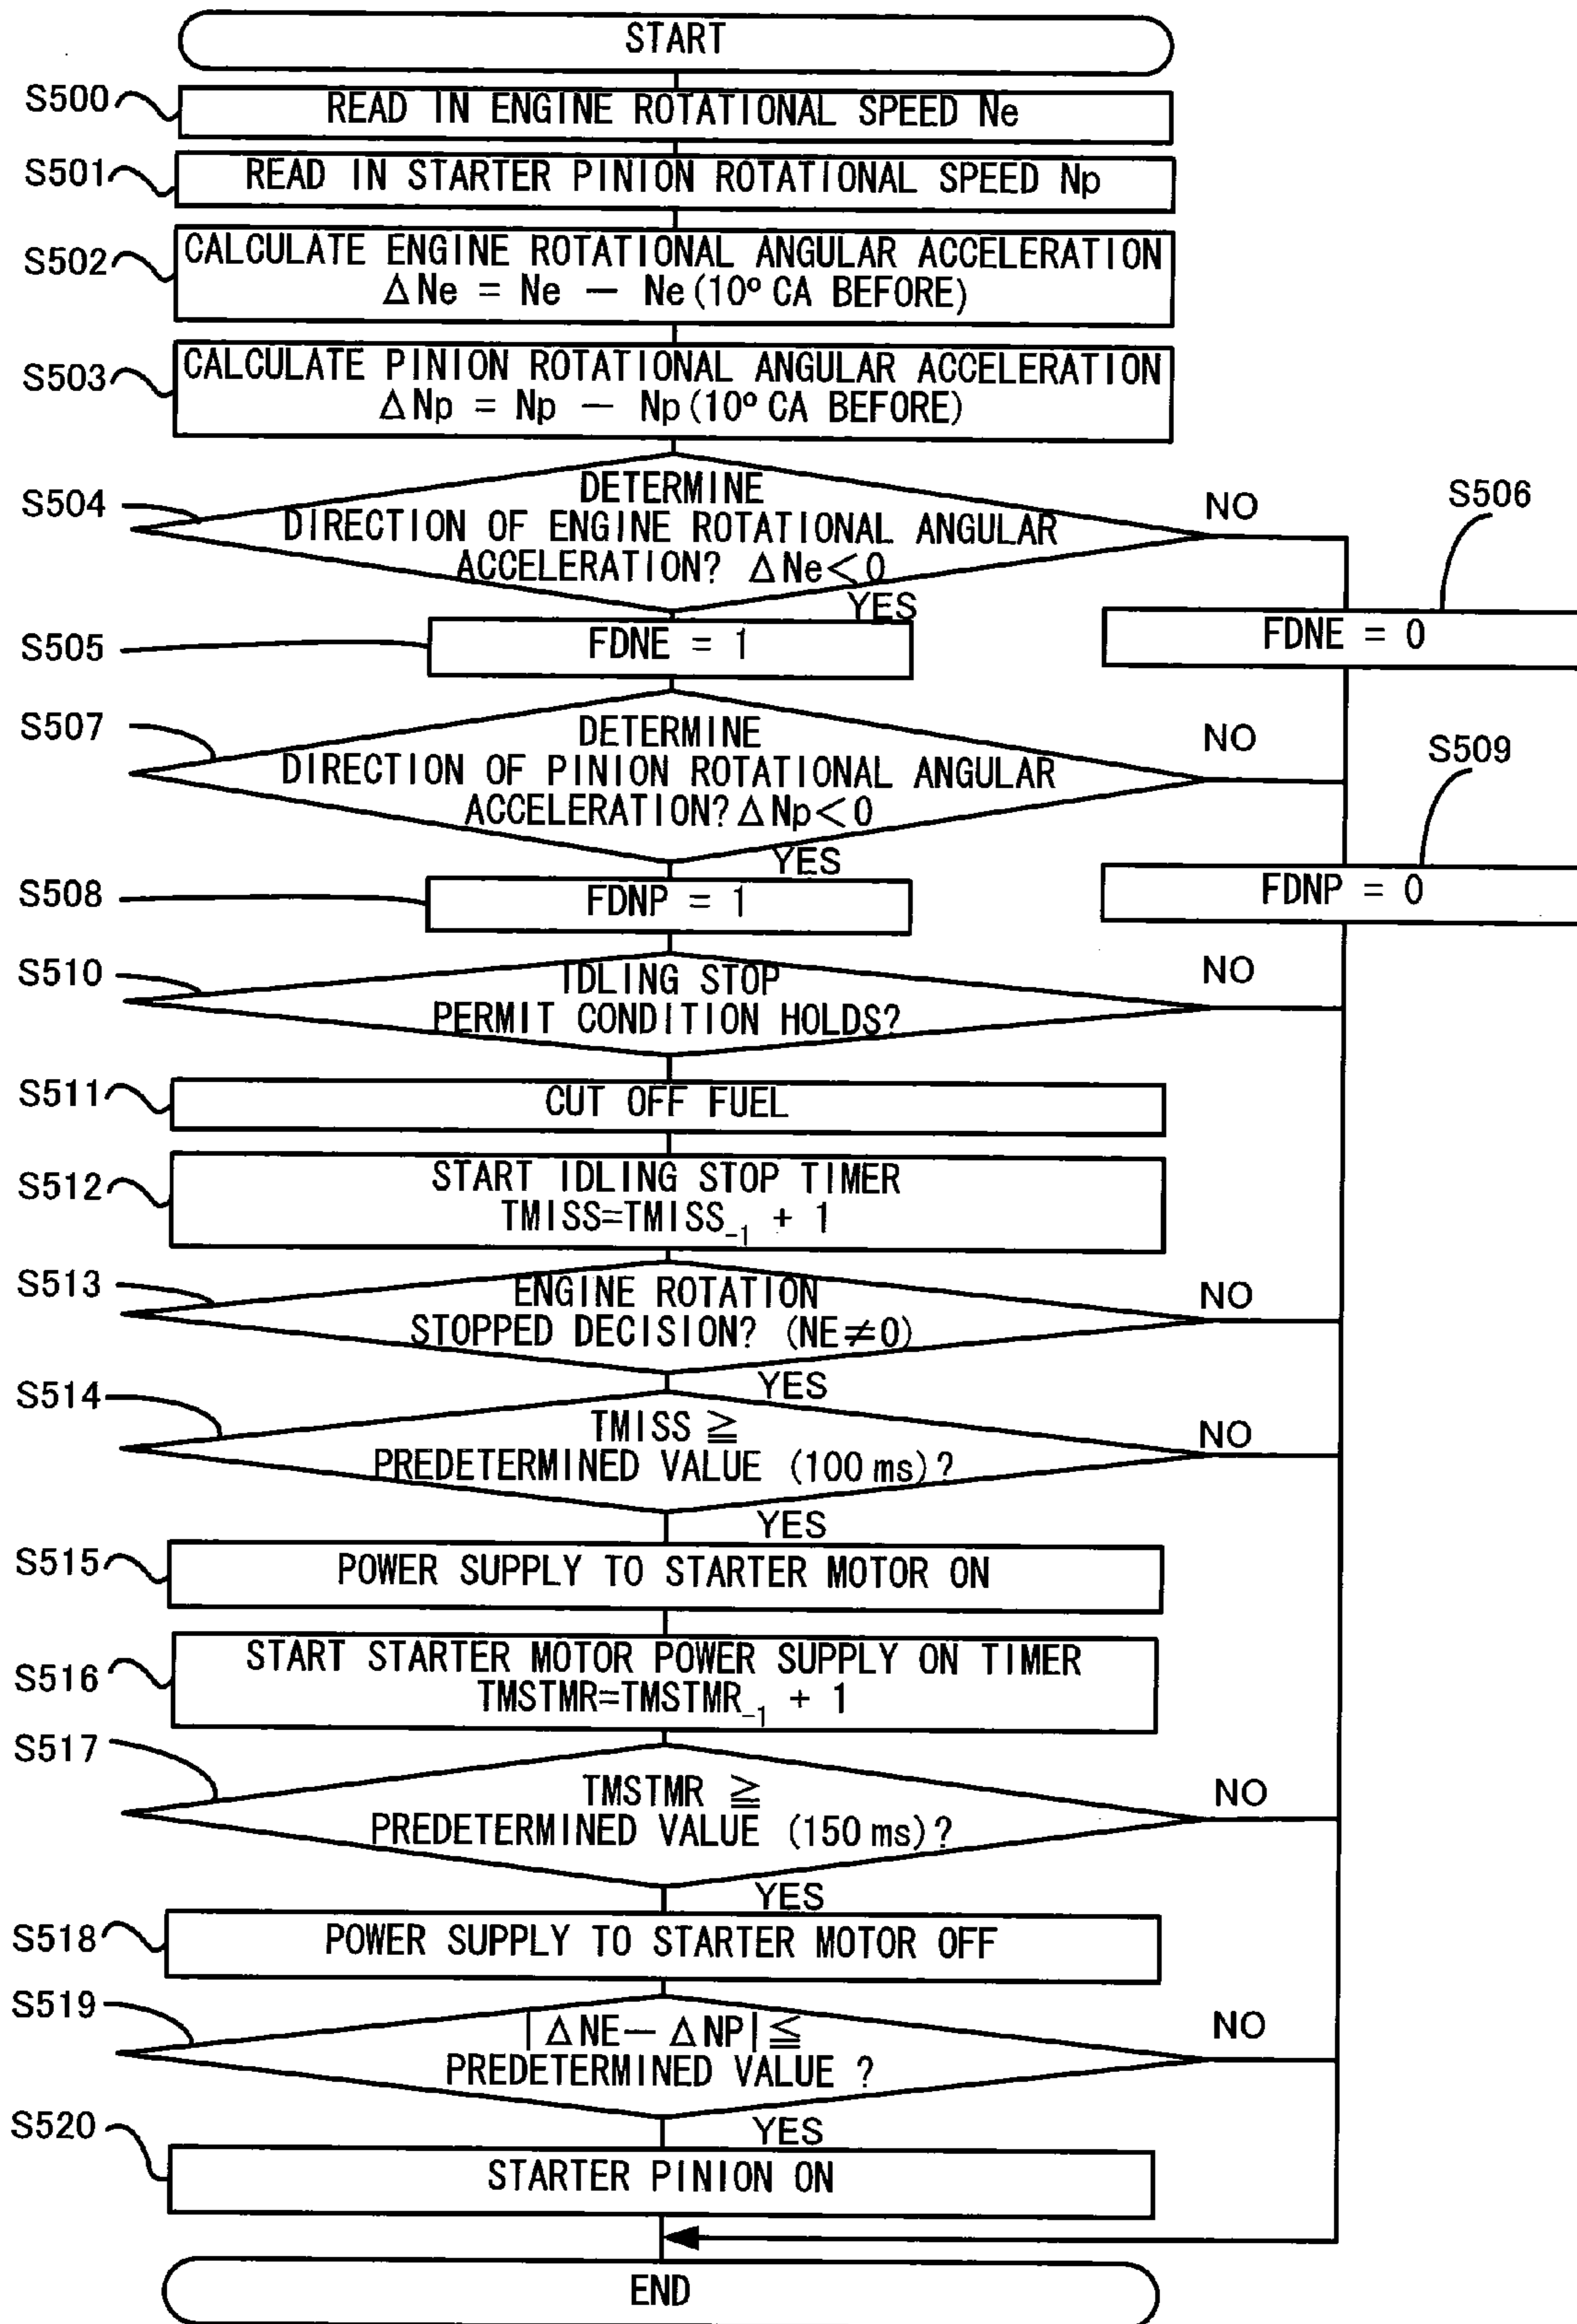 START
S500
READ IN ENGINE ROTATIONAL SPEED Ne
S501
READ IN STARTER PINION ROTATIONAL SPEED Np
S502
CALCULATE ENGINE ROTATIONAL ANGULAR ACCELERATION
ΔNe = Ne — Ne(10° CA BEFORE)
S503
CALCULATE PINION ROTATIONAL ANGULAR ACCELERATION
ΔNp = Np — Np(10° CA BEFORE)
S504
DETERMINE
DIRECTION OF ENGINE ROTATIONAL ANGULAR
ACCELERATION? ΔNe<0
NO
S506
YES
S505
FDNE = 1
FDNE = 0
S507
DETERMINE
DIRECTION OF PINION ROTATIONAL ANGULAR
ACCELERATION? ΔNp<0
NO
S509
YES
S508
FDNP = 1
FDNP = 0
S510
IDLING STOP
PERMIT CONDITION HOLDS?
NO
S511
CUT OFF FUEL
S512
START IDLING STOP TIMER
TMISS=TMISS₋₁ + 1
S513
ENGINE ROTATION
STOPPED DECISION? (NE≠0)
NO
YES
S514
TMISS ≧
PREDETERMINED VALUE (100 ms)?
NO
YES
S515
POWER SUPPLY TO STARTER MOTOR ON
S516
START STARTER MOTOR POWER SUPPLY ON TIMER
TMSTMR=TMSTMR₋₁ + 1
S517
TMSTMR ≧
PREDETERMINED VALUE (150 ms)?
NO
YES
S518
POWER SUPPLY TO STARTER MOTOR OFF
S519
|ΔNE— ΔNP|≦
PREDETERMINED VALUE ?
NO
YES
S520
STARTER PINION ON
END